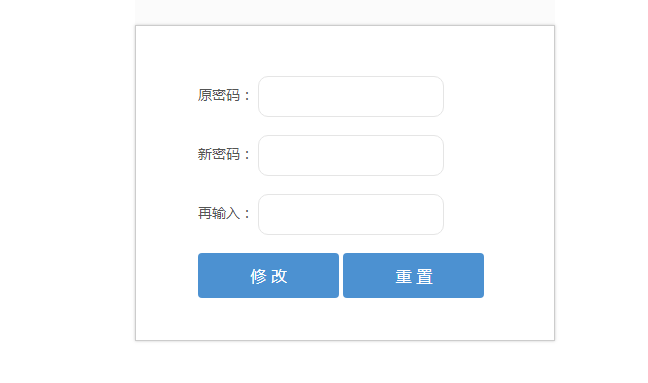 原密码：
新密码：
再输入：
修 改 重 置